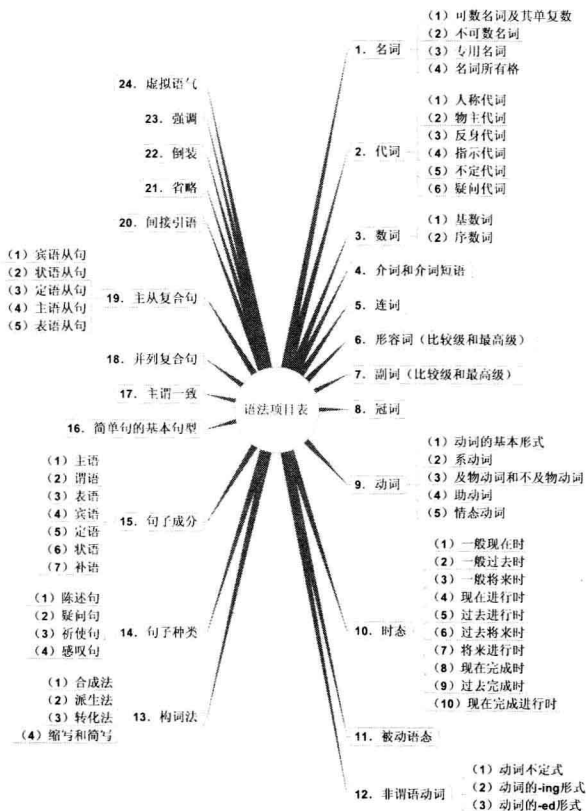 1．名词
（1）可数名词及其单复数
（2）不可数名词
（3）专用名词
（4）名词所有格
2．代词
（1）人称代词
（2）物主代词
（3）反身代词
（4）指示代词
（5）不定代词
（6）疑问代词
3．数词
（1）基数词
（2）序数词
4．介词和介词短语
5．连词
6．形容词（比较级和最高级）
7．副词（比较级和最高级）
8．冠词
9．动词
（1）动词的基本形式
（2）系动词
（3）及物动词和不及物动词
（4）助动词
（5）情态动词
10．时态
（1）一般现在时
（2）一般过去时
（3）一般将来时
（4）现在进行时
（5）过去进行时
（6）过去将来时
（7）将来进行时
（8）现在完成时
（9）过去完成时
（10）现在完成进行时
11．被动语态
12．非谓语动词
（1）动词不定式
（2）动词的-ing形式
（3）动词的-ed形式
语法项目表
24．虚拟语气
23．强调
22．倒装
21．省略
20．间接引语
19．主从复合句
（1）宾语从句
（2）状语从句
（3）定语从句
（4）主语从句
（5）表语从句
18．并列复合句
17．主谓一致
16．简单句的基本句型
15．句子成分
（1）主语
（2）谓语
（3）表语
（4）宾语
（5）定语
（6）状语
（7）补语
14．句子种类
（1）陈述句
（2）疑问句
（3）祈使句
（4）感叹句
13．构词法
（1）合成法
（2）派生法
（3）转化法
（4）缩写和简写